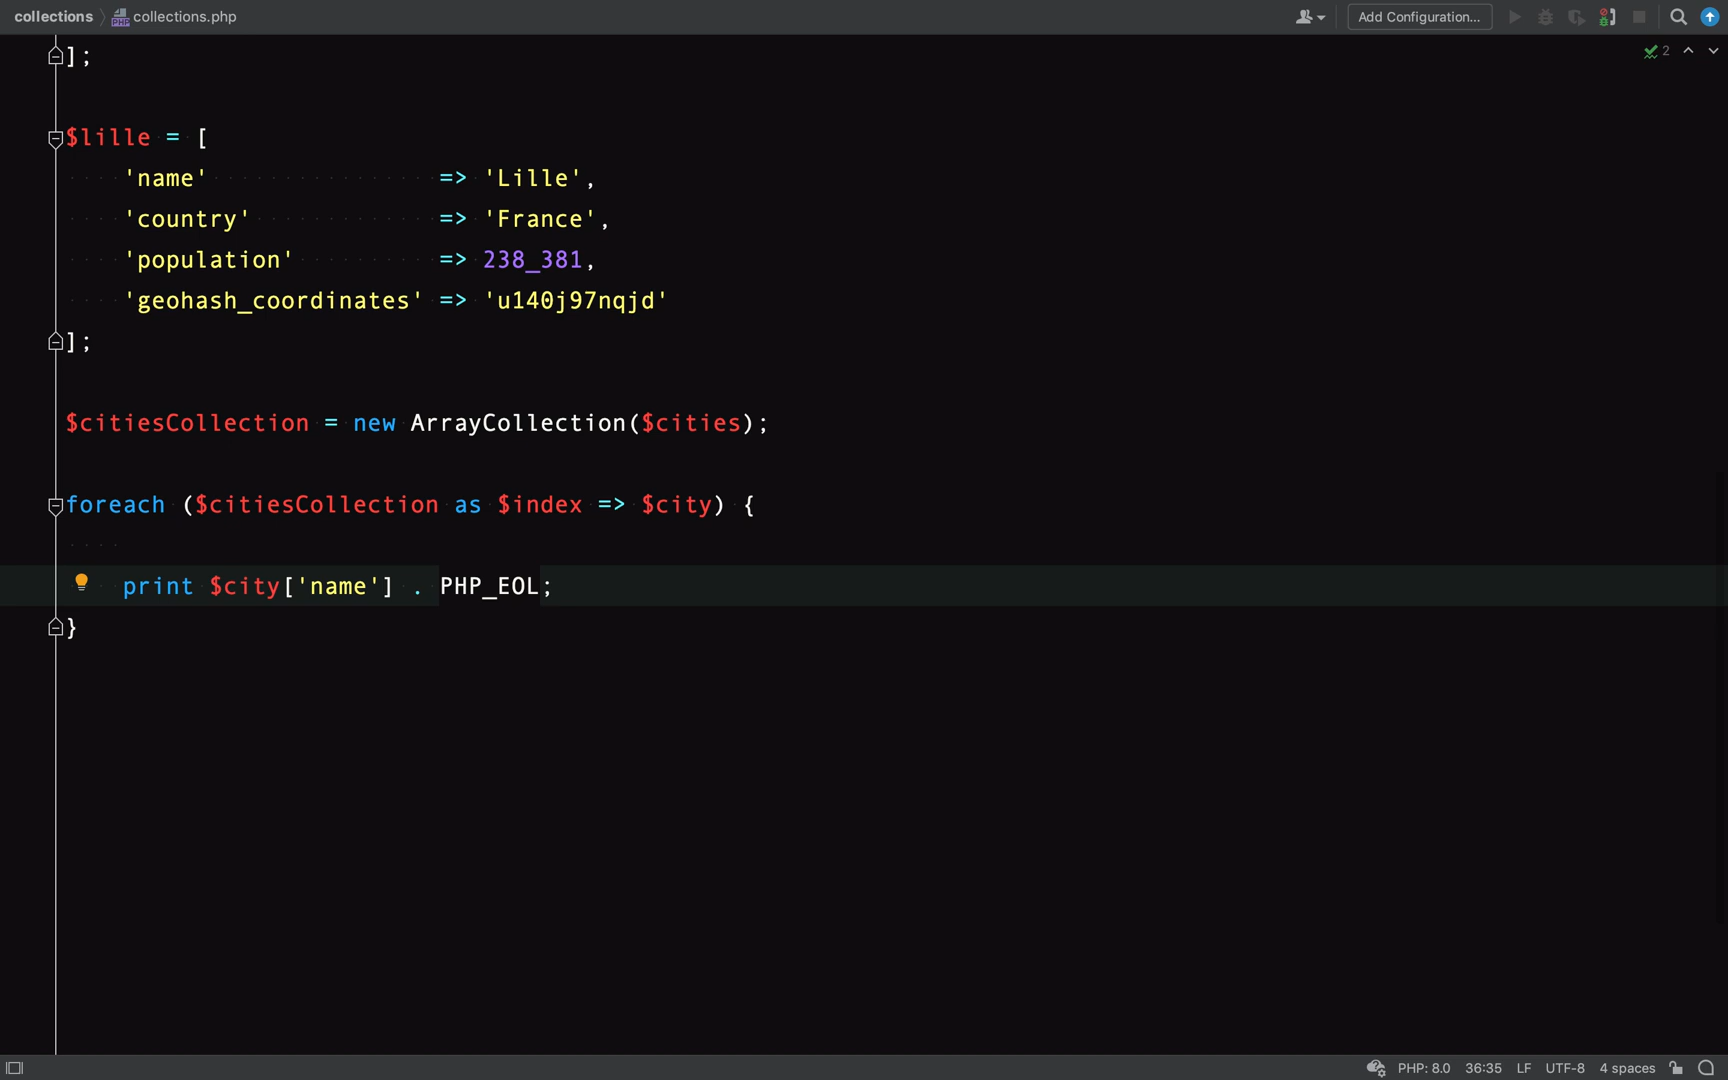 collections collections.php Add Configuration...
];
2
$lille = [
'name' => 'Lille',
'country' => 'France',
'population' => 238_381,
'geohash_coordinates' => 'u140j97nqjd'
];
$citiesCollection = new ArrayCollection($cities);
foreach ($citiesCollection as $index => $city) {
print $city['name'] . PHP_EOL;
}
PHP: 8.0 36:35 LF UTF-8 4 spaces